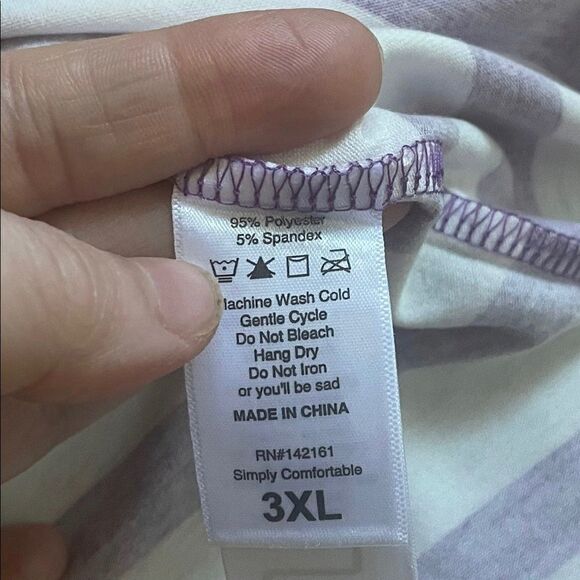 95% Polyester
5% Spandex
Machine Wash Cold
Gentle Cycle
Do Not Bleach
Hang Dry
Do Not Iron
or you'll be sad
MADE IN CHINA
RN#142161
Simply Comfortable
3XL